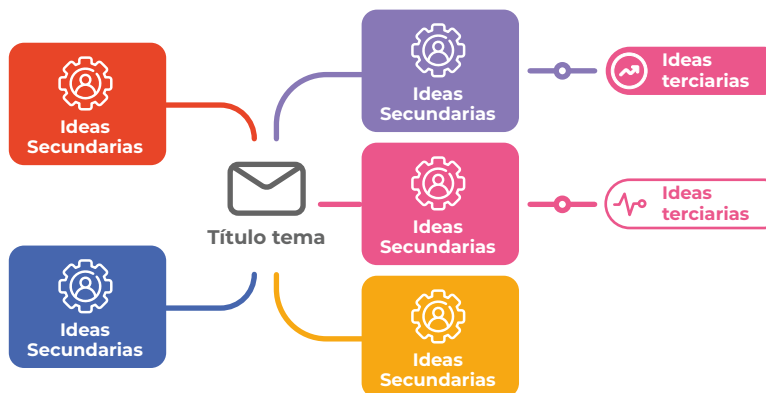 Ideas
Secundarias
Ideas
Secundarias
Ideas
terciarias
Título tema
Ideas
Secundarias
Ideas
terciarias
Ideas
Secundarias
Ideas
Secundarias